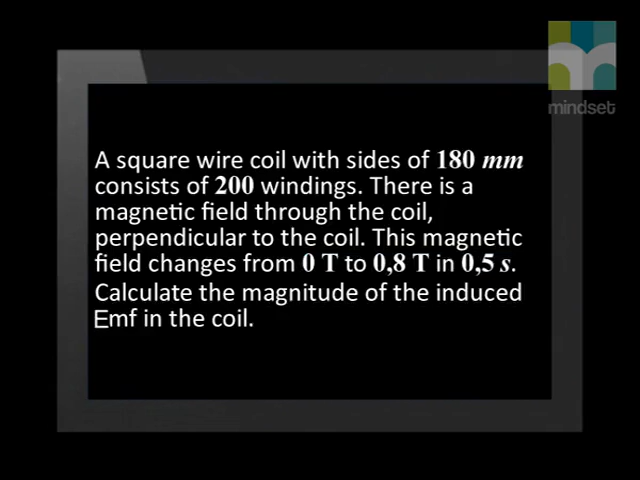 mindset
A square wire coil with sides of 180 mm
consists of 200 windings. There is a
magnetic field through the coil,
perpendicular to the coil. This magnetic
field changes from 0 T to 0,8 T in 0,5 s.
Calculate the magnitude of the induced
Emf in the coil.